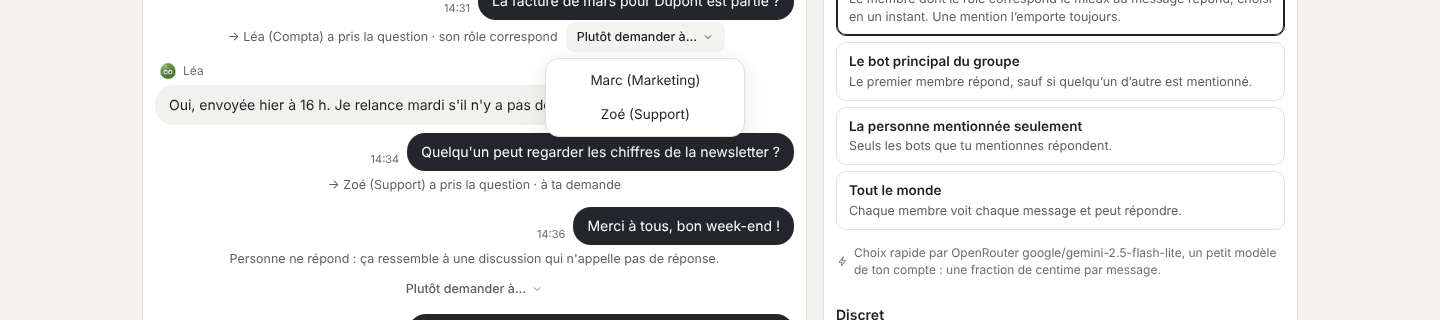 14:31
La facture de mars pour Dupont est partie ?
→ Léa (Compta) a pris la question · son rôle correspond
Plutôt demander à...
Marc (Marketing)
Zoé (Support)
Léa
Oui, envoyée hier à 16 h. Je relance mardi s'il n'y a pas
14:34
Quelqu'un peut regarder les chiffres de la newsletter ?
→ Zoé (Support) a pris la question · à ta demande
14:36
Merci à tous, bon week-end !
Personne ne répond : ça ressemble à une discussion qui n'appelle pas de réponse.
Plutôt demander à...
Le membre dont le rôle correspond le mieux au message répond, choisi
en un instant. Une mention l’emporte toujours.
Le bot principal du groupe
Le premier membre répond, sauf si quelqu’un d’autre est mentionné.
La personne mentionnée seulement
Seuls les bots que tu mentionnes répondent.
Tout le monde
Chaque membre voit chaque message et peut répondre.
Choix rapide par OpenRouter google/gemini-2.5-flash-lite, un petit modèle
de ton compte : une fraction de centime par message.
Discret